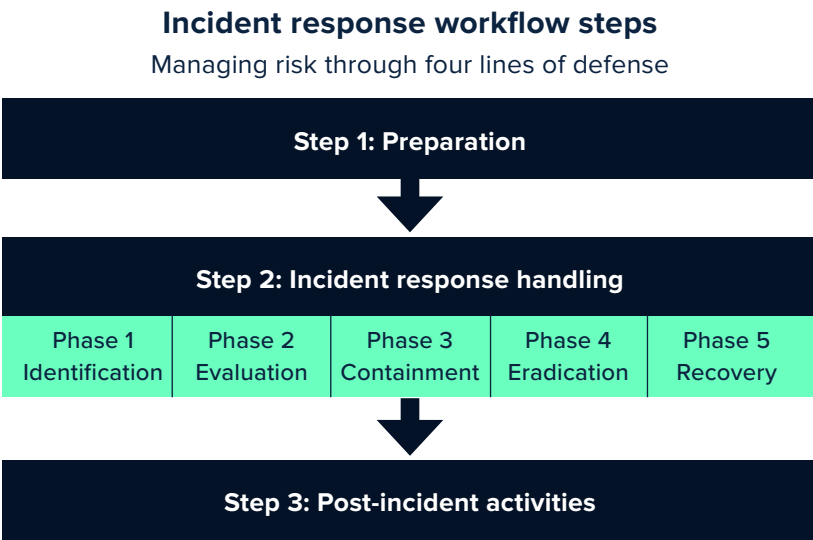 Incident response workflow steps
Managing risk through four lines of defense
Step 1: Preparation
Step 2: Incident response handling
Phase 1
Identification
Phase 2
Evaluation
Phase 3
Containment
Phase 4
Eradication
Phase 5
Recovery
Step 3: Post-incident activities